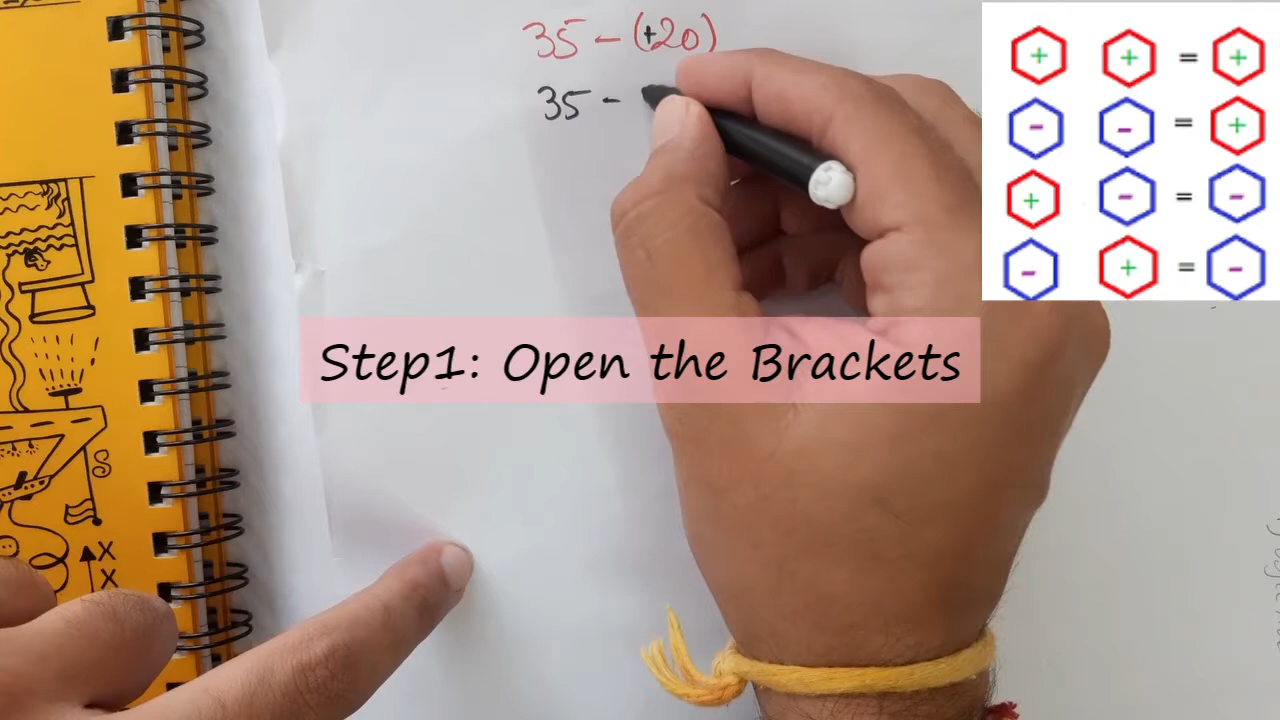 35 - (+20)
35 -
+ + = +
- - = +
+ - = -
- + = -
Step1: Open the Brackets
S
X
X